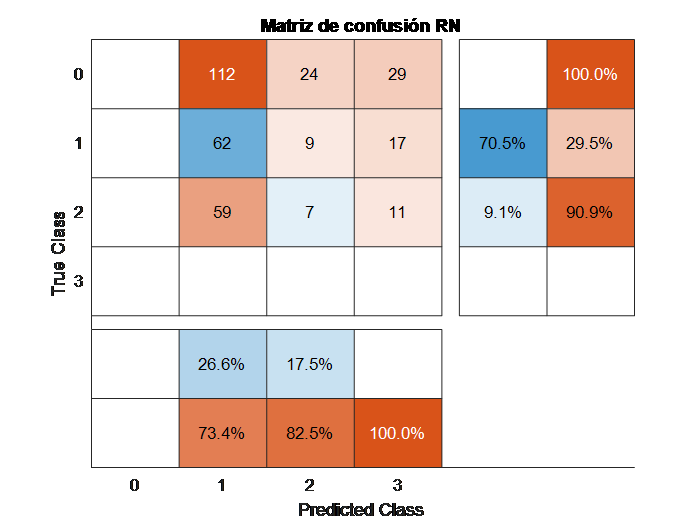 Matriz de confusión RN
0 112 24 29 100.0%
1 62 9 17 70.5% 29.5%
2 59 7 11 9.1% 90.9%
3
True Class
26.6% 17.5%
73.4% 82.5% 100.0%
0 1 2 3
Predicted Class